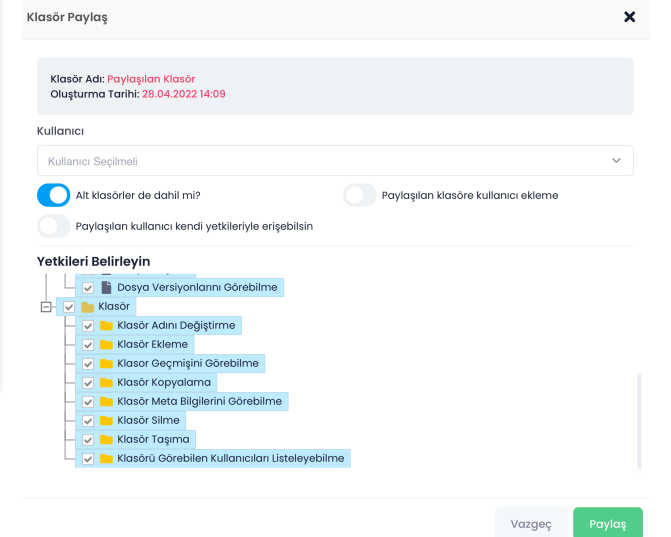 Klasör Paylaş
Klasör Adı: Paylaşılan Klasör
Oluşturma Tarihi: 28.04.2022 14:09
Kullanıcı
Kullanıcı Seçilmeli
Alt klasörler de dahil mi?
Paylaşılan klasöre kullanıcı ekleme
Paylaşılan kullanıcı kendi yetkileriyle erişebilsin
Yetkileri Belirleyin
Dosya Versiyonlarını Görebilme
Klasör
Klasör Adını Değiştirme
Klasör Ekleme
Klasor Geçmişini Görebilme
Klasör Kopyalama
Klasör Meta Bilgilerini Görebilme
Klasör Silme
Klasör Taşıma
Klasörü Görebilen Kullanıcıları Listeleyebilme
Vazgeç
Paylaş